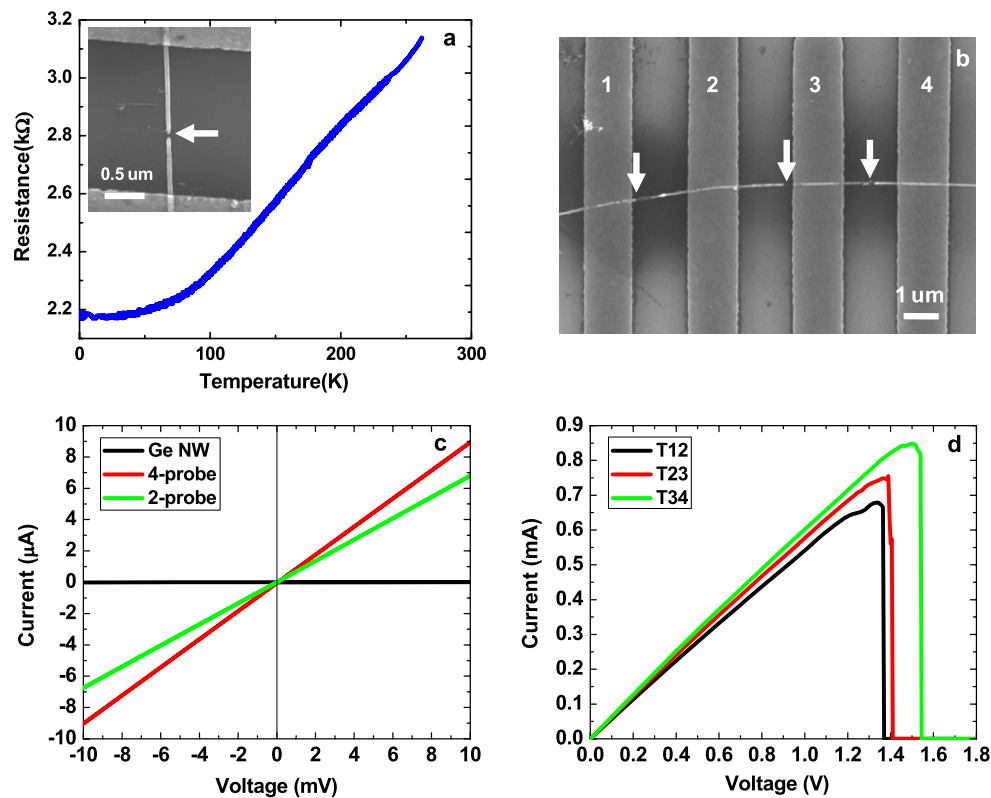 a
3.2
3.0
2.8
2.6
2.4
2.2
Resistance(kΩ)
0.5 um
0 100 200 300
Temperature(K)
b
1 2 3 4
1 um
c
10
8
6
4
2
0
-2
-4
-6
-8
-10
Current (µA)
Ge NW
4-probe
2-probe
-10 -8 -6 -4 -2 0 2 4 6 8 10
Voltage (mV)
d
0.9
0.8
0.7
0.6
0.5
0.4
0.3
0.2
0.1
0.0
Current (mA)
T12
T23
T34
0.0 0.2 0.4 0.6 0.8 1.0 1.2 1.4 1.6 1.8
Voltage (V)